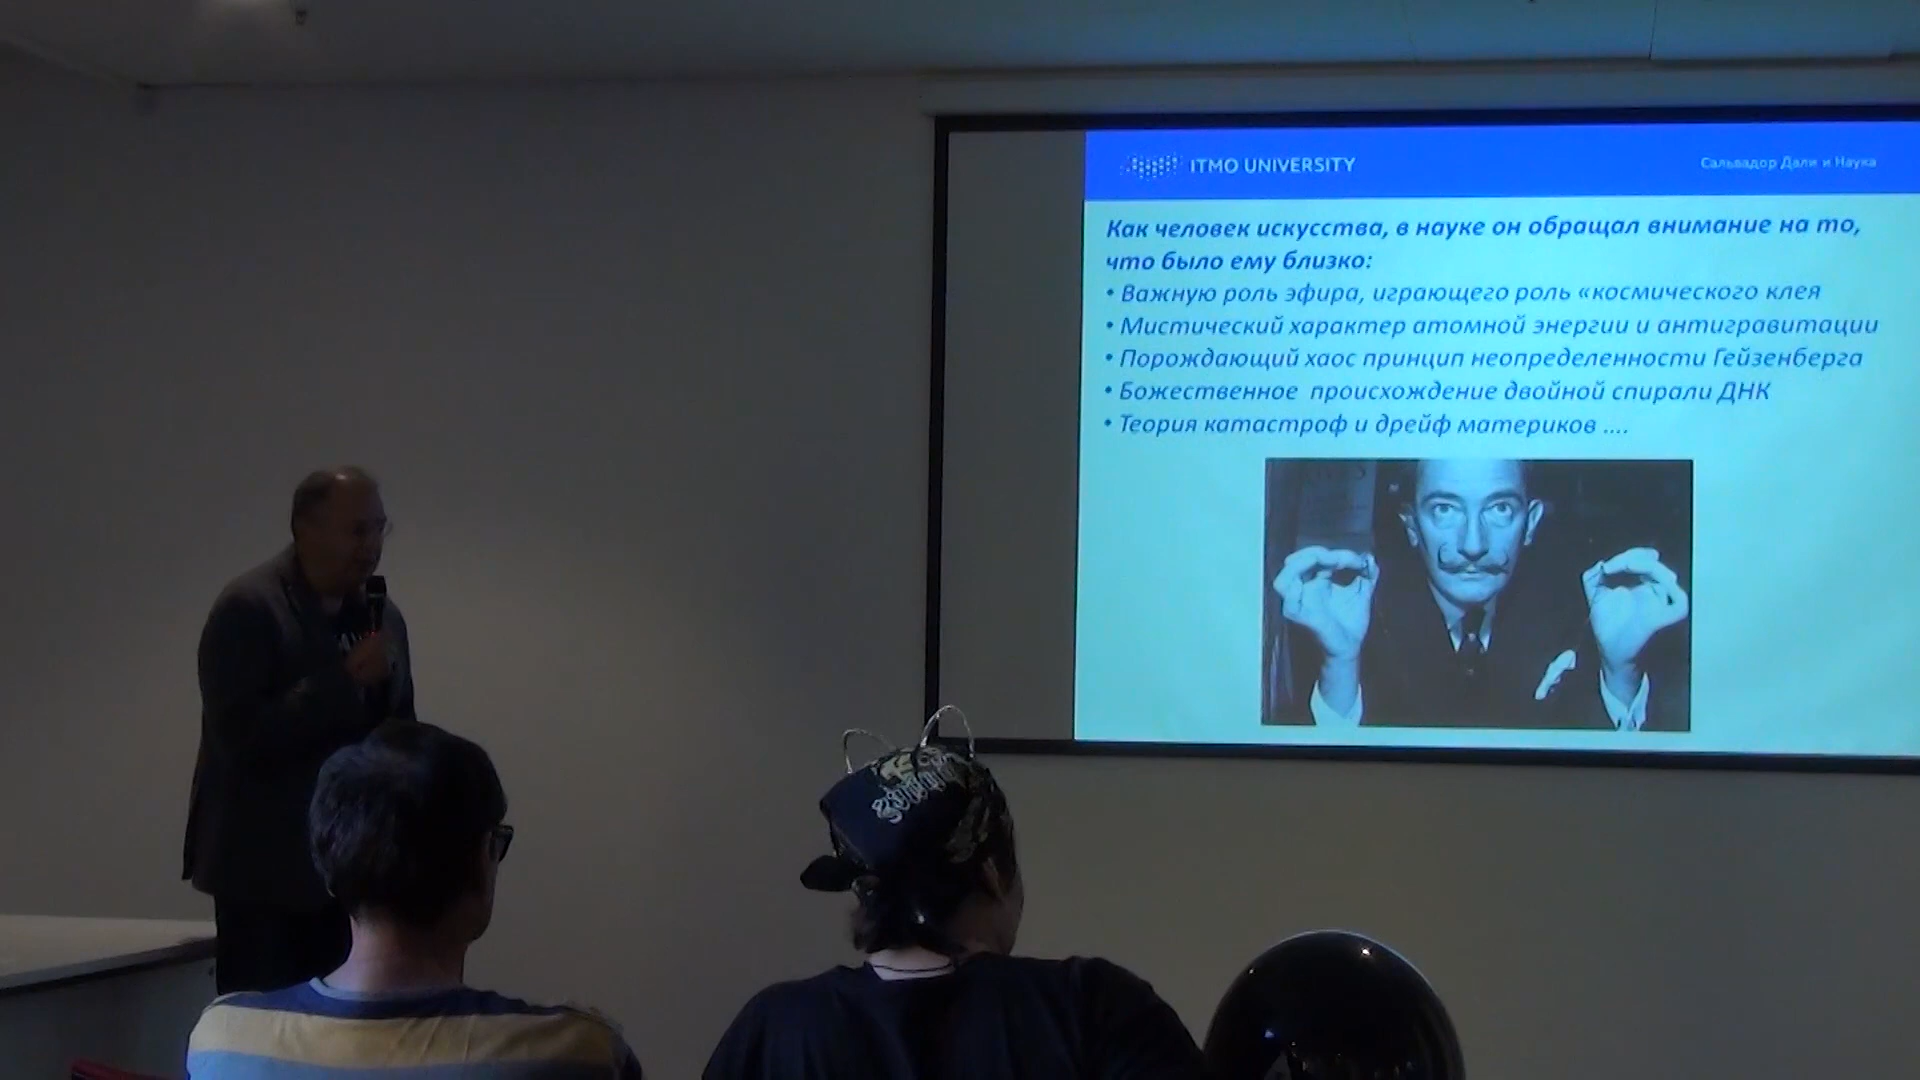 ITMO UNIVERSITY
Сальвадор Дали и Наука
Как человек искусства, в науке он обращал внимание на то,
что было ему близко:
• Важную роль эфира, играющего роль «космического клея
• Мистический характер атомной энергии и антигравитации
• Порождающий хаос принцип неопределенности Гейзенберга
• Божественное происхождение двойной спирали ДНК
• Теория катастроф и дрейф материков ....